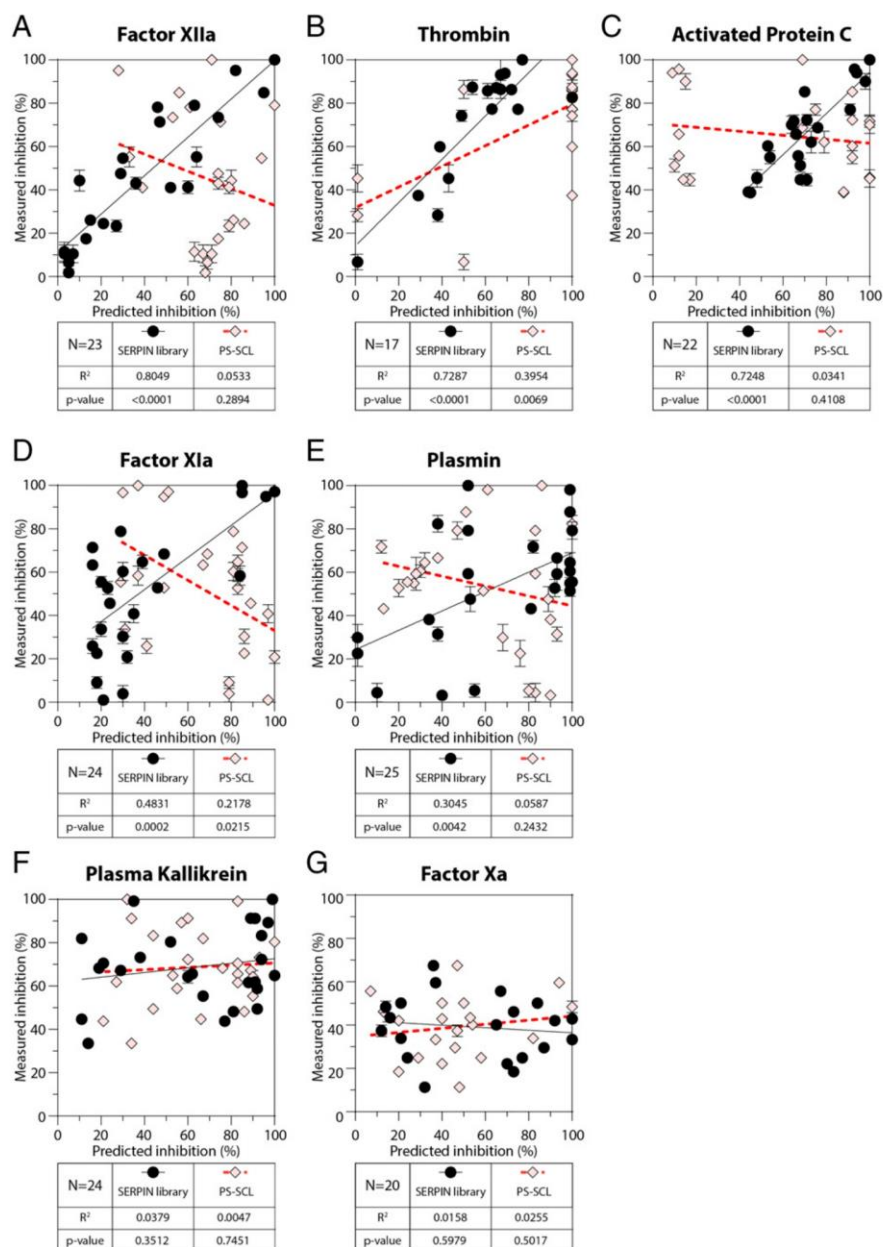 A
Factor XIIa
Measured inhibition (%)
100
80
60
40
20
0
0 20 40 60 80 100
Predicted inhibition (%)
N=23 SERPIN library PS-SCL
R² 0.8049 0.0533
p-value <0.0001 0.2894
B
Thrombin
Measured inhibition (%)
100
80
60
40
20
0
0 20 40 60 80 100
Predicted inhibition (%)
N=17 SERPIN library PS-SCL
R² 0.7287 0.3954
p-value <0.0001 0.0069
C
Activated Protein C
Measured inhibition (%)
100
80
60
40
20
0
0 20 40 60 80 100
Predicted inhibition (%)
N=22 SERPIN library PS-SCL
R² 0.7248 0.0341
p-value <0.0001 0.4108
D
Factor XIa
Measured inhibition (%)
100
80
60
40
20
0
0 20 40 60 80 100
Predicted inhibition (%)
N=24 SERPIN library PS-SCL
R² 0.4831 0.2178
p-value 0.0002 0.0215
E
Plasmin
Measured inhibition (%)
100
80
60
40
20
0
0 20 40 60 80 100
Predicted inhibition (%)
N=25 SERPIN library PS-SCL
R² 0.3045 0.0587
p-value 0.0042 0.2432
F
Plasma Kallikrein
Measured inhibition (%)
100
80
60
40
20
0
0 20 40 60 80 100
Predicted inhibition (%)
N=24 SERPIN library PS-SCL
R² 0.0379 0.0047
p-value 0.3512 0.7451
G
Factor Xa
Measured inhibition (%)
100
80
60
40
20
0
0 20 40 60 80 100
Predicted inhibition (%)
N=20 SERPIN library PS-SCL
R² 0.0158 0.0255
p-value 0.5979 0.5017